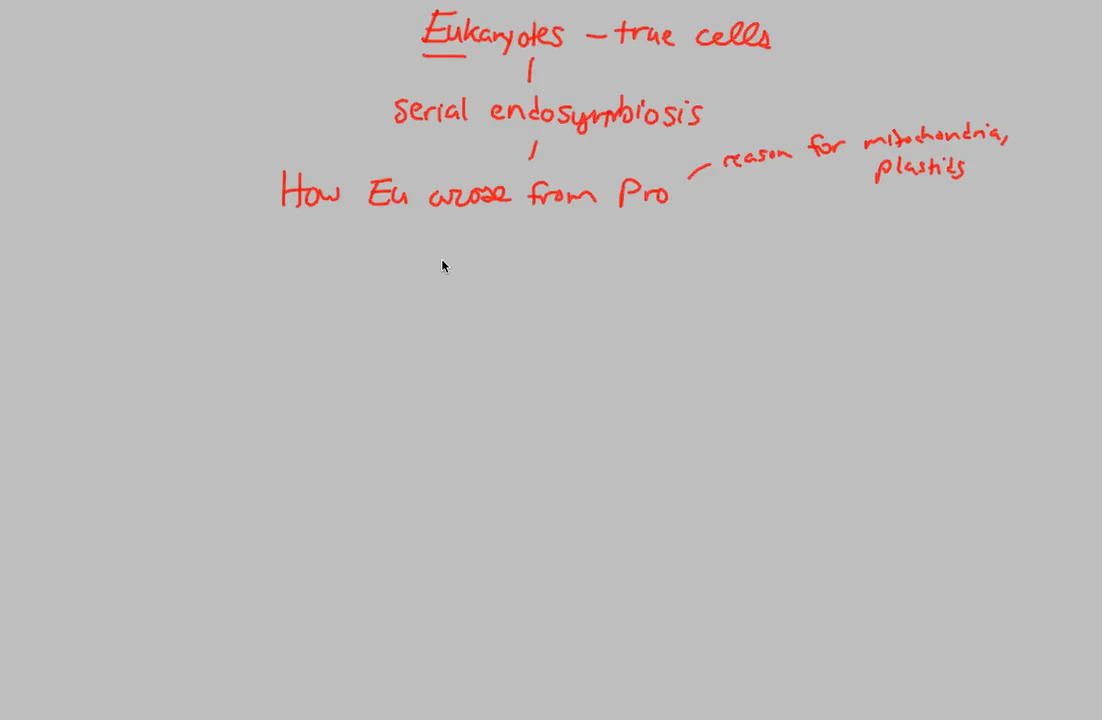 Eukaryotes - true cells
serial endosymbiosis
How Eu arose from Pro
reason for mitochondria,
plastids